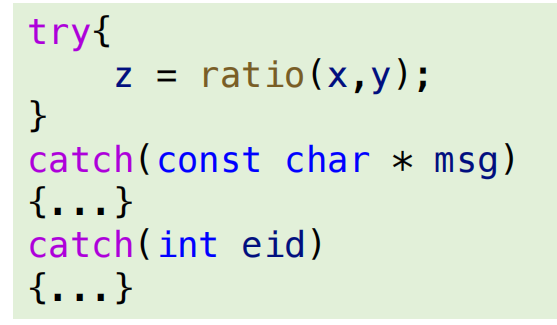 try{
    z = ratio(x,y);
}
catch(const char * msg)
{...}
catch(int eid)
{...}